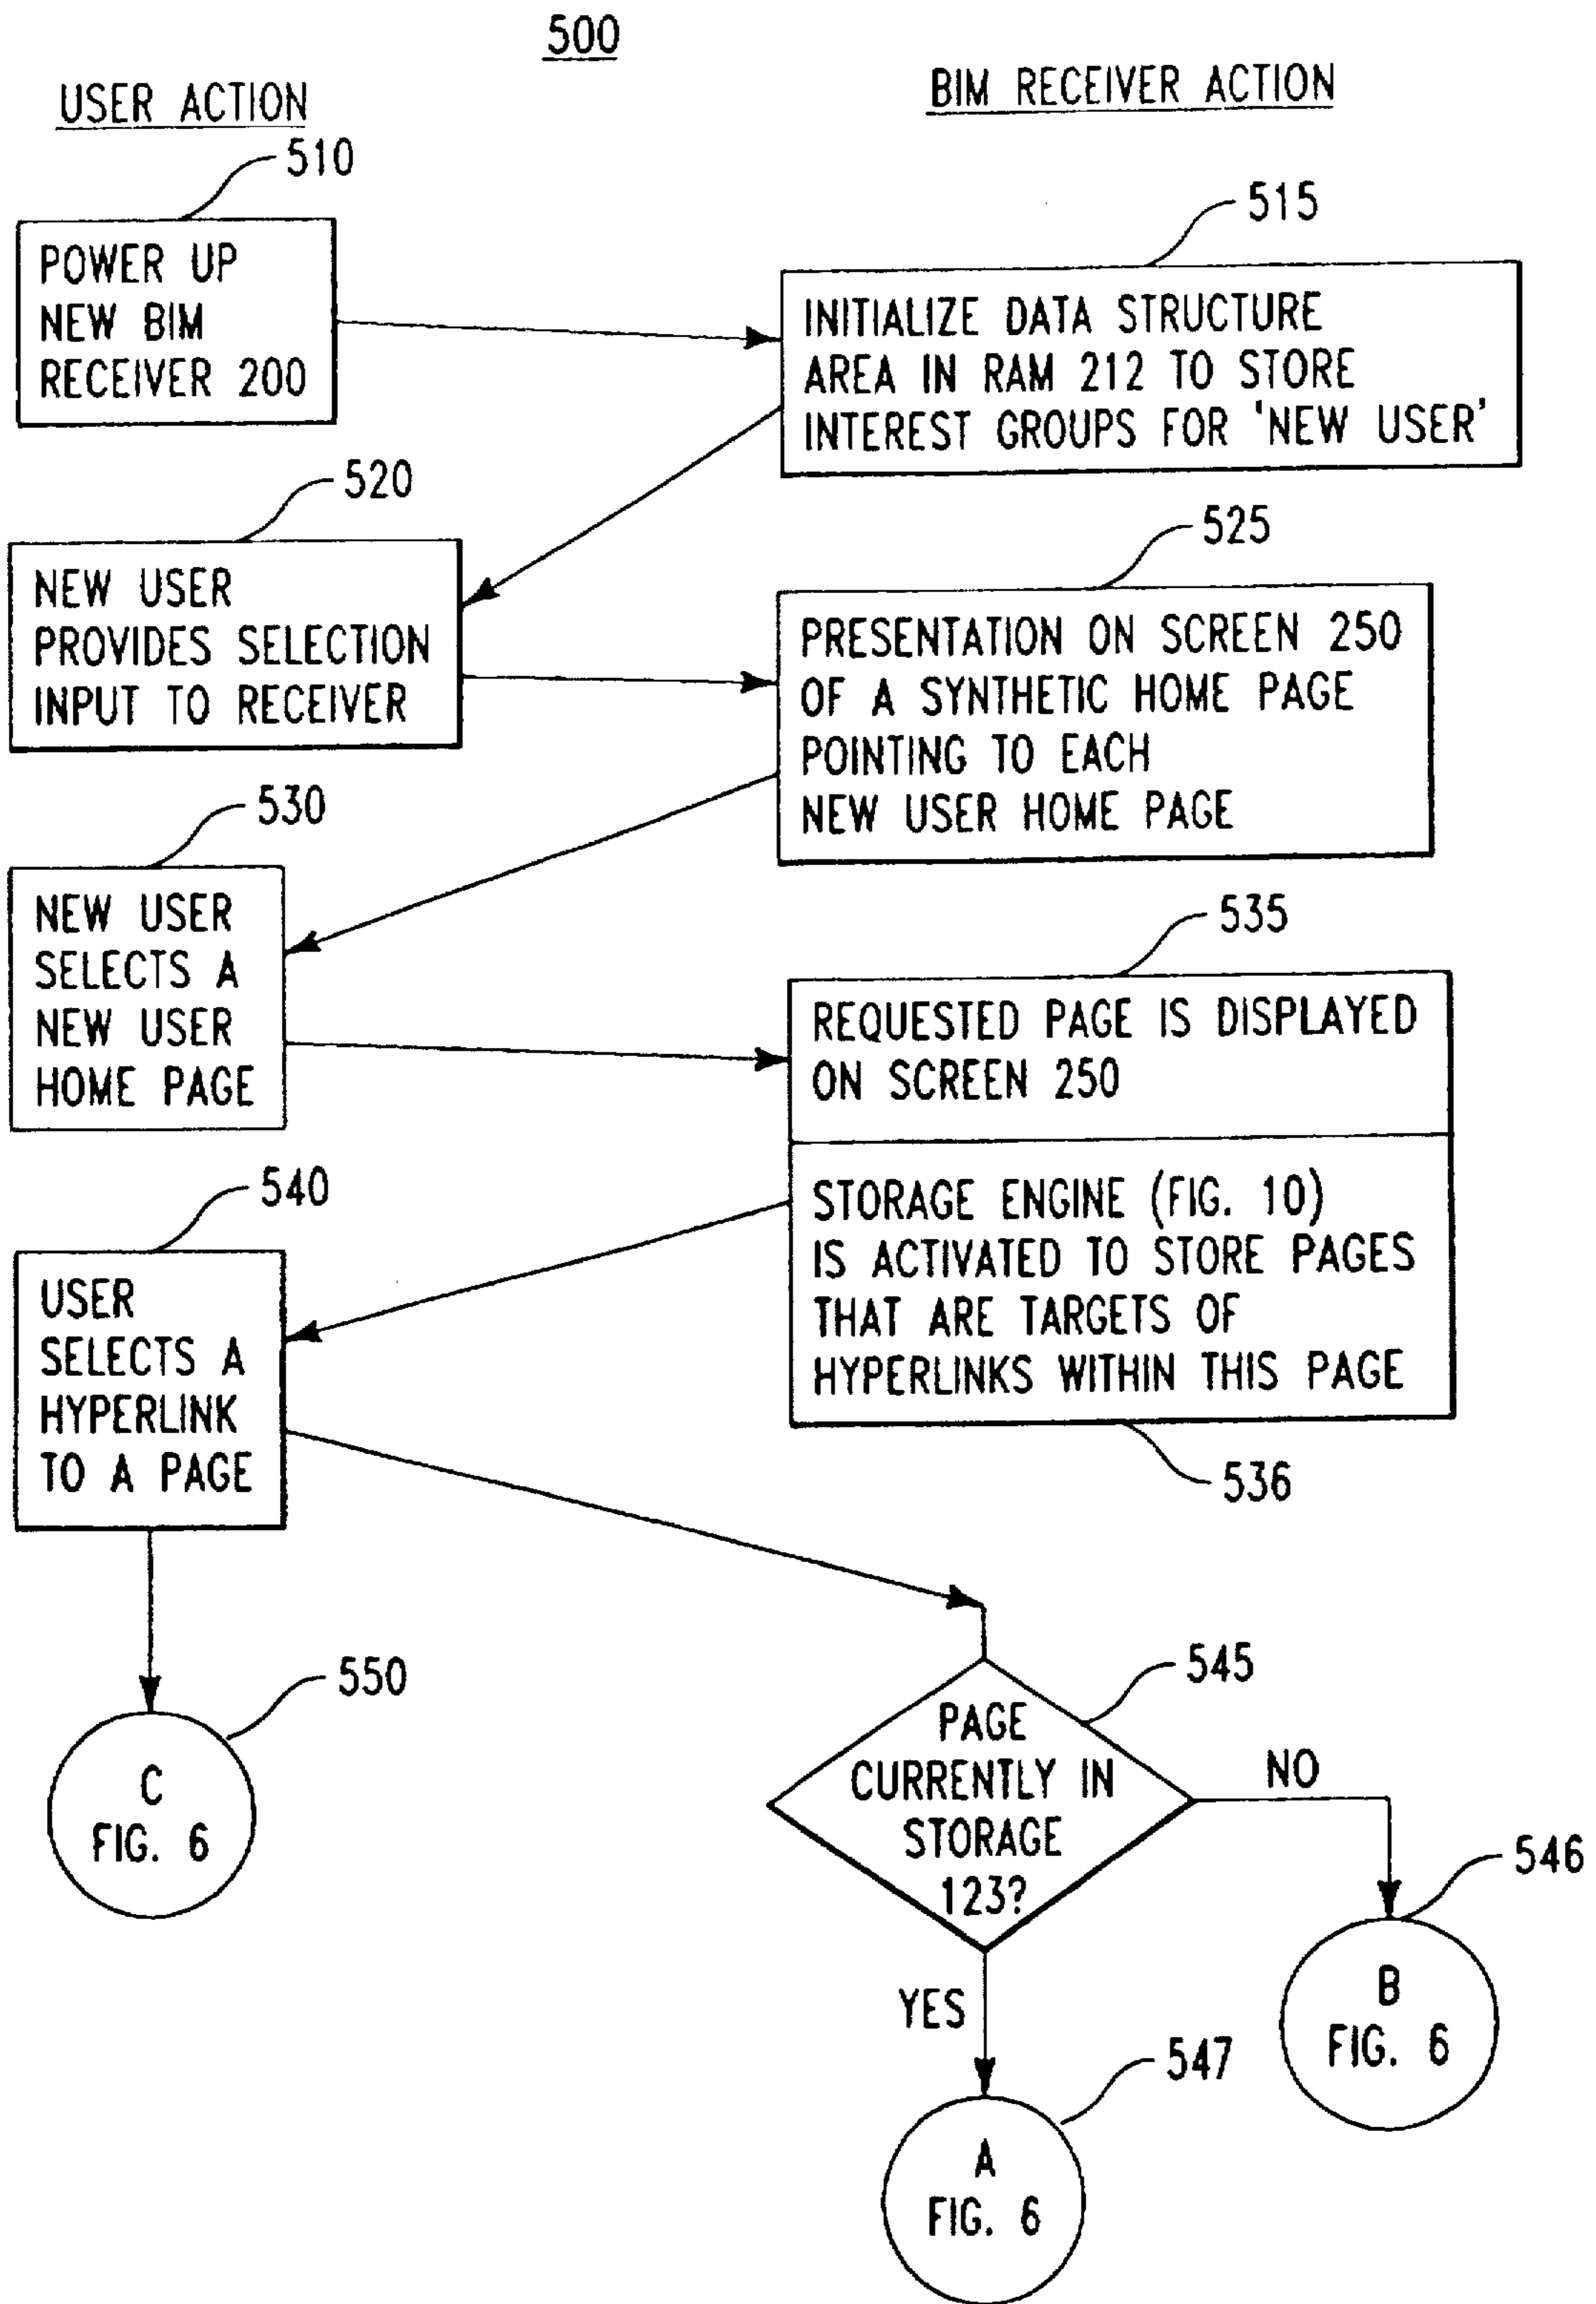 500
USER ACTION
BIM RECEIVER ACTION
510
POWER UP
NEW BIM
RECEIVER 200
515
INITIALIZE DATA STRUCTURE
AREA IN RAM 212 TO STORE
INTEREST GROUPS FOR 'NEW USER'
520
NEW USER
PROVIDES SELECTION
INPUT TO RECEIVER
525
PRESENTATION ON SCREEN 250
OF A SYNTHETIC HOME PAGE
POINTING TO EACH
NEW USER HOME PAGE
530
NEW USER
SELECTS A
NEW USER
HOME PAGE
535
REQUESTED PAGE IS DISPLAYED
ON SCREEN 250
STORAGE ENGINE (FIG. 10)
IS ACTIVATED TO STORE PAGES
THAT ARE TARGETS OF
HYPERLINKS WITHIN THIS PAGE
536
540
USER
SELECTS A
HYPERLINK
TO A PAGE
550
C
FIG. 6
545
PAGE
CURRENTLY IN
STORAGE
123?
NO
546
B
FIG. 6
YES
547
A
FIG. 6